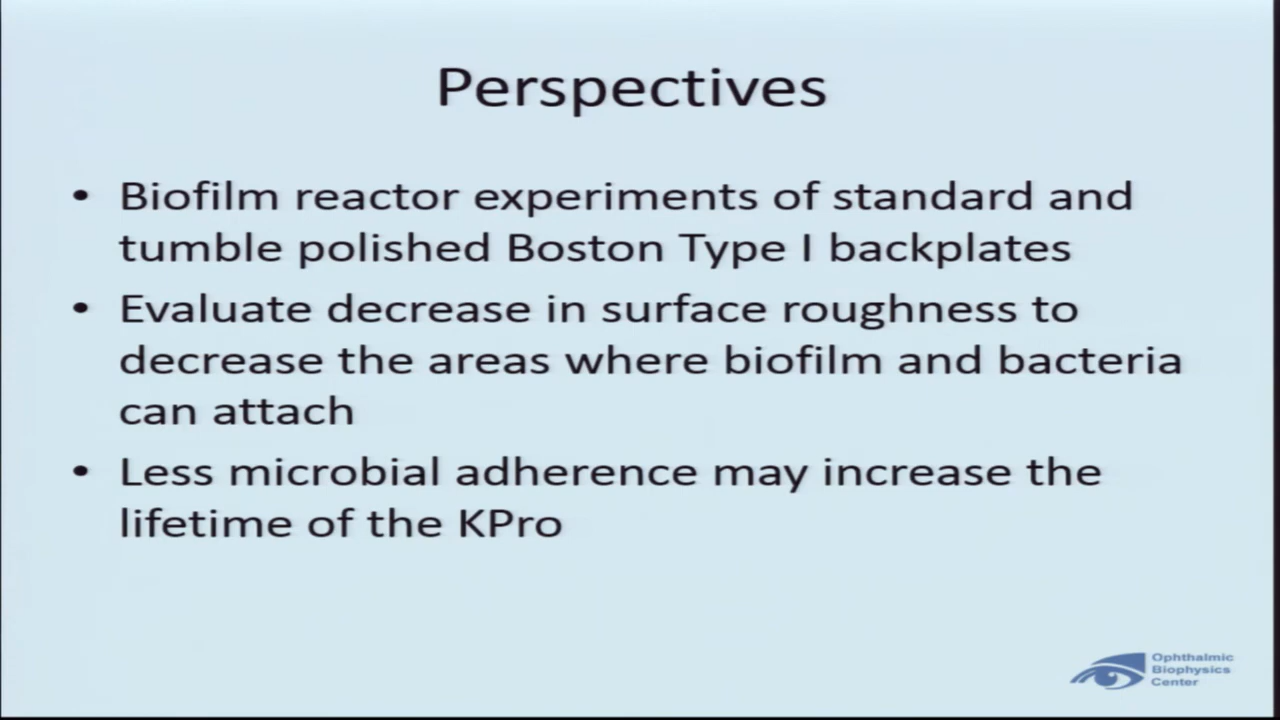 Perspectives
• Biofilm reactor experiments of standard and
tumble polished Boston Type I backplates
• Evaluate decrease in surface roughness to
decrease the areas where biofilm and bacteria
can attach
• Less microbial adherence may increase the
lifetime of the KPro
Ophthalmic
Biophysics
Center